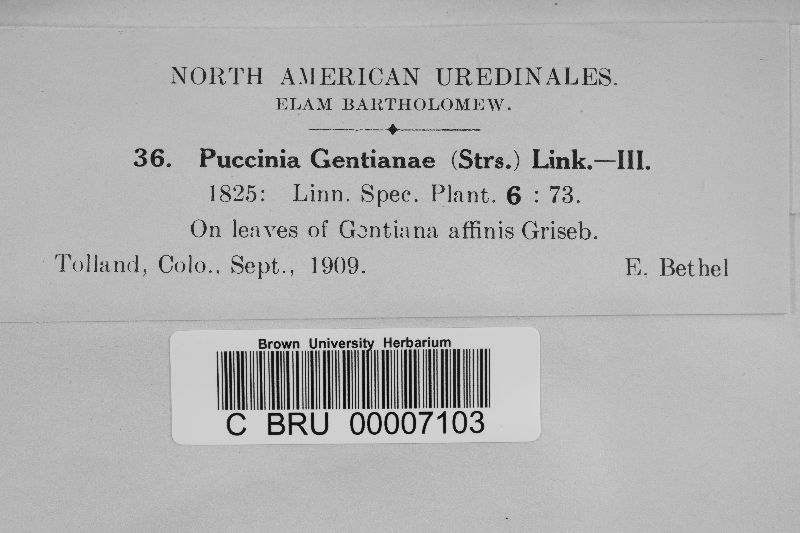 NORTH AMERICAN UREDINALES.
ELAM BARTHOLOMEW.
36. Puccinia Gentianae (Strs.) Link.—III.
1825: Linn. Spec. Plant. 6 : 73.
On leaves of Gentiana affinis Griseb.
Tolland, Colo., Sept., 1909. E. Bethel
Brown University Herbarium
C BRU 00007103